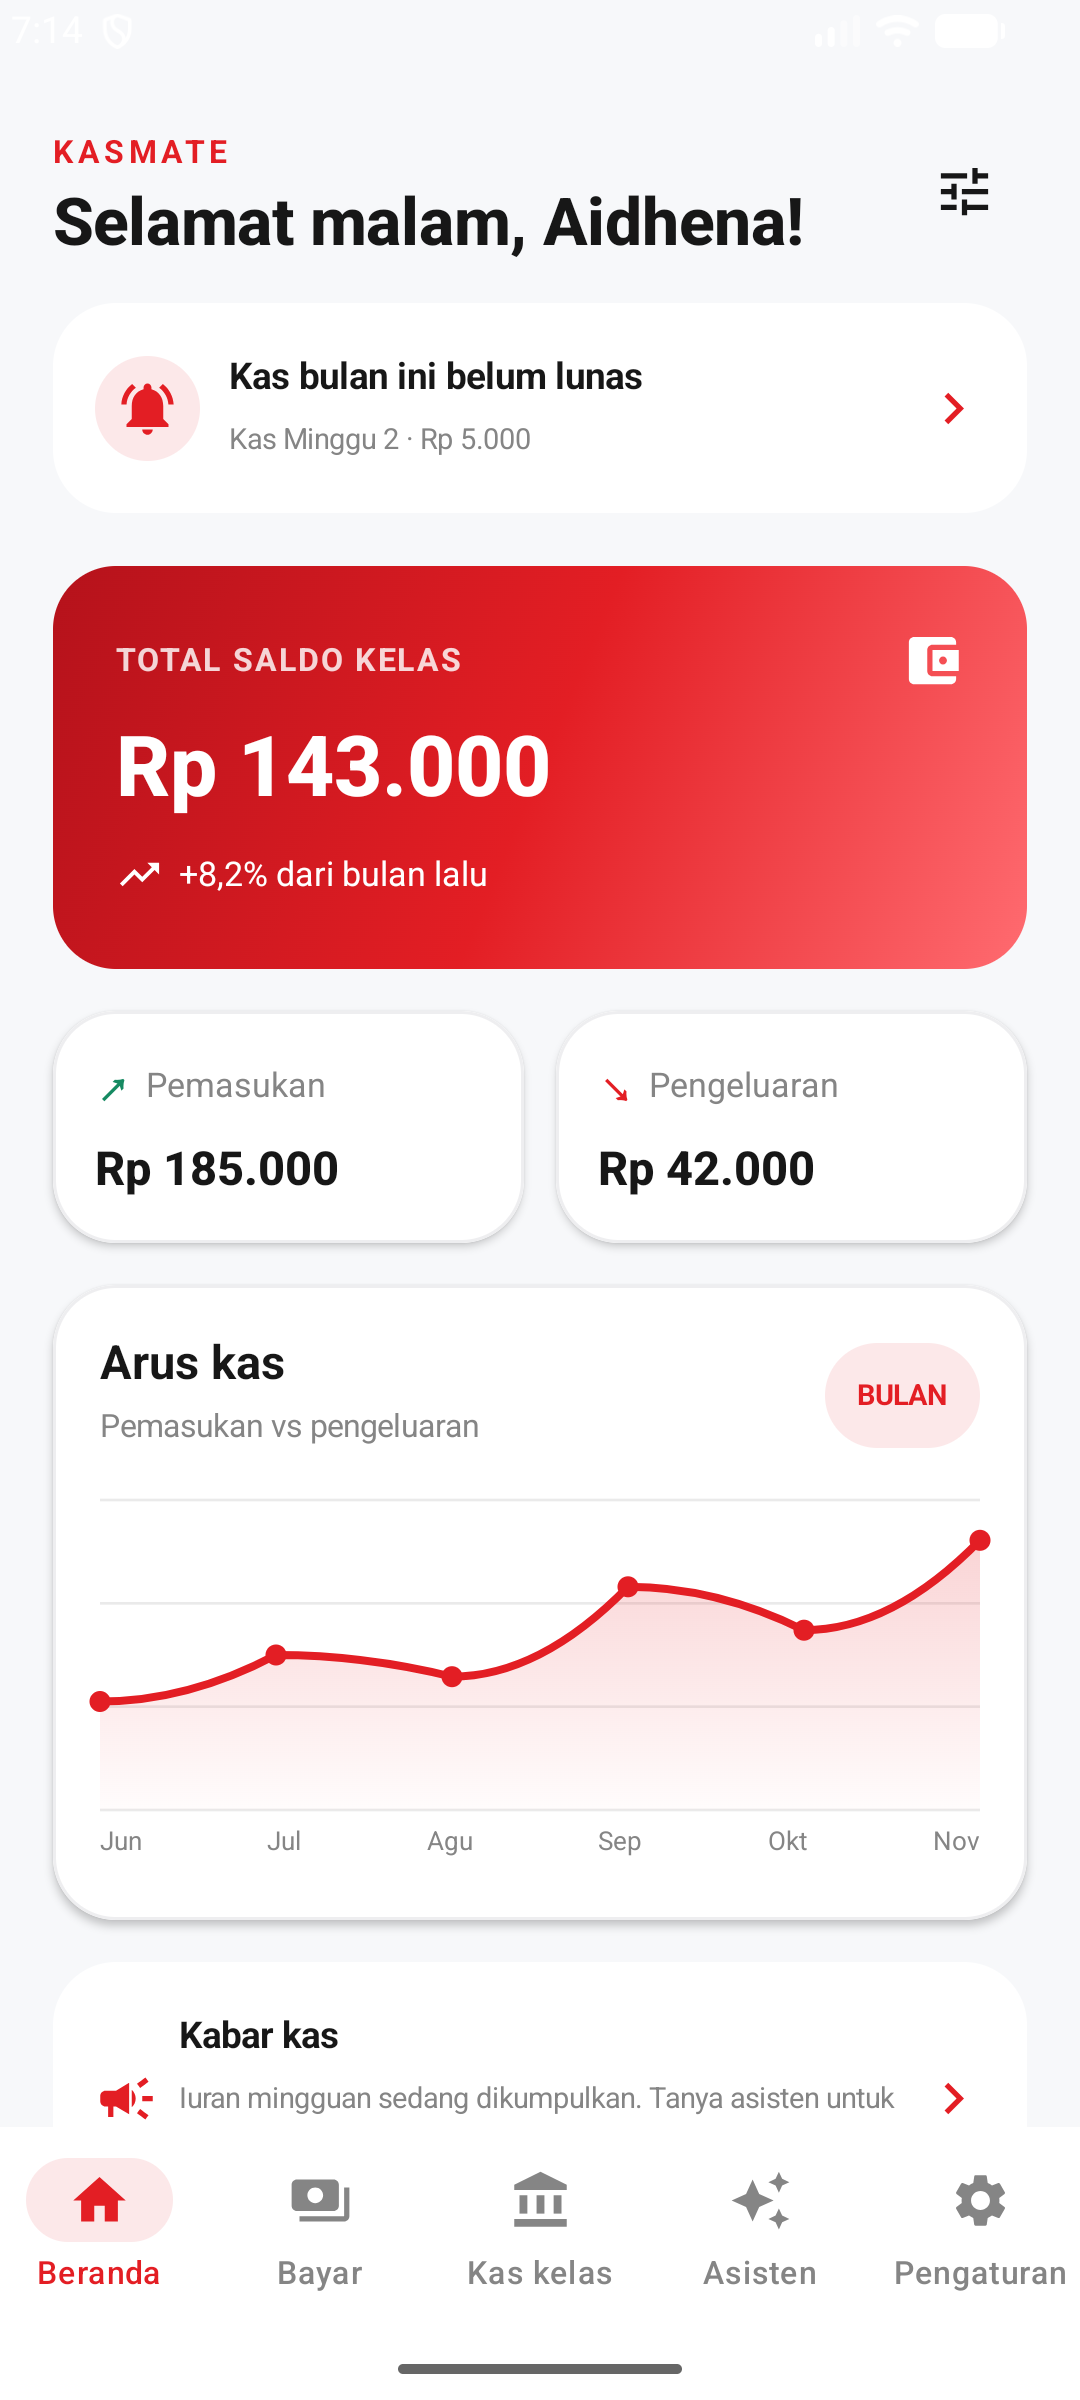 7:14
KASMATE
Selamat malam, Aidhena!
Kas bulan ini belum lunas
Kas Minggu 2 · Rp 5.000
TOTAL SALDO KELAS
Rp 143.000
+8,2% dari bulan lalu
Pemasukan
Rp 185.000
Pengeluaran
Rp 42.000
Arus kas
Pemasukan vs pengeluaran
BULAN
Jun Jul Agu Sep Okt Nov
Kabar kas
Iuran mingguan sedang dikumpulkan. Tanya asisten untuk
Beranda Bayar Kas kelas Asisten Pengaturan